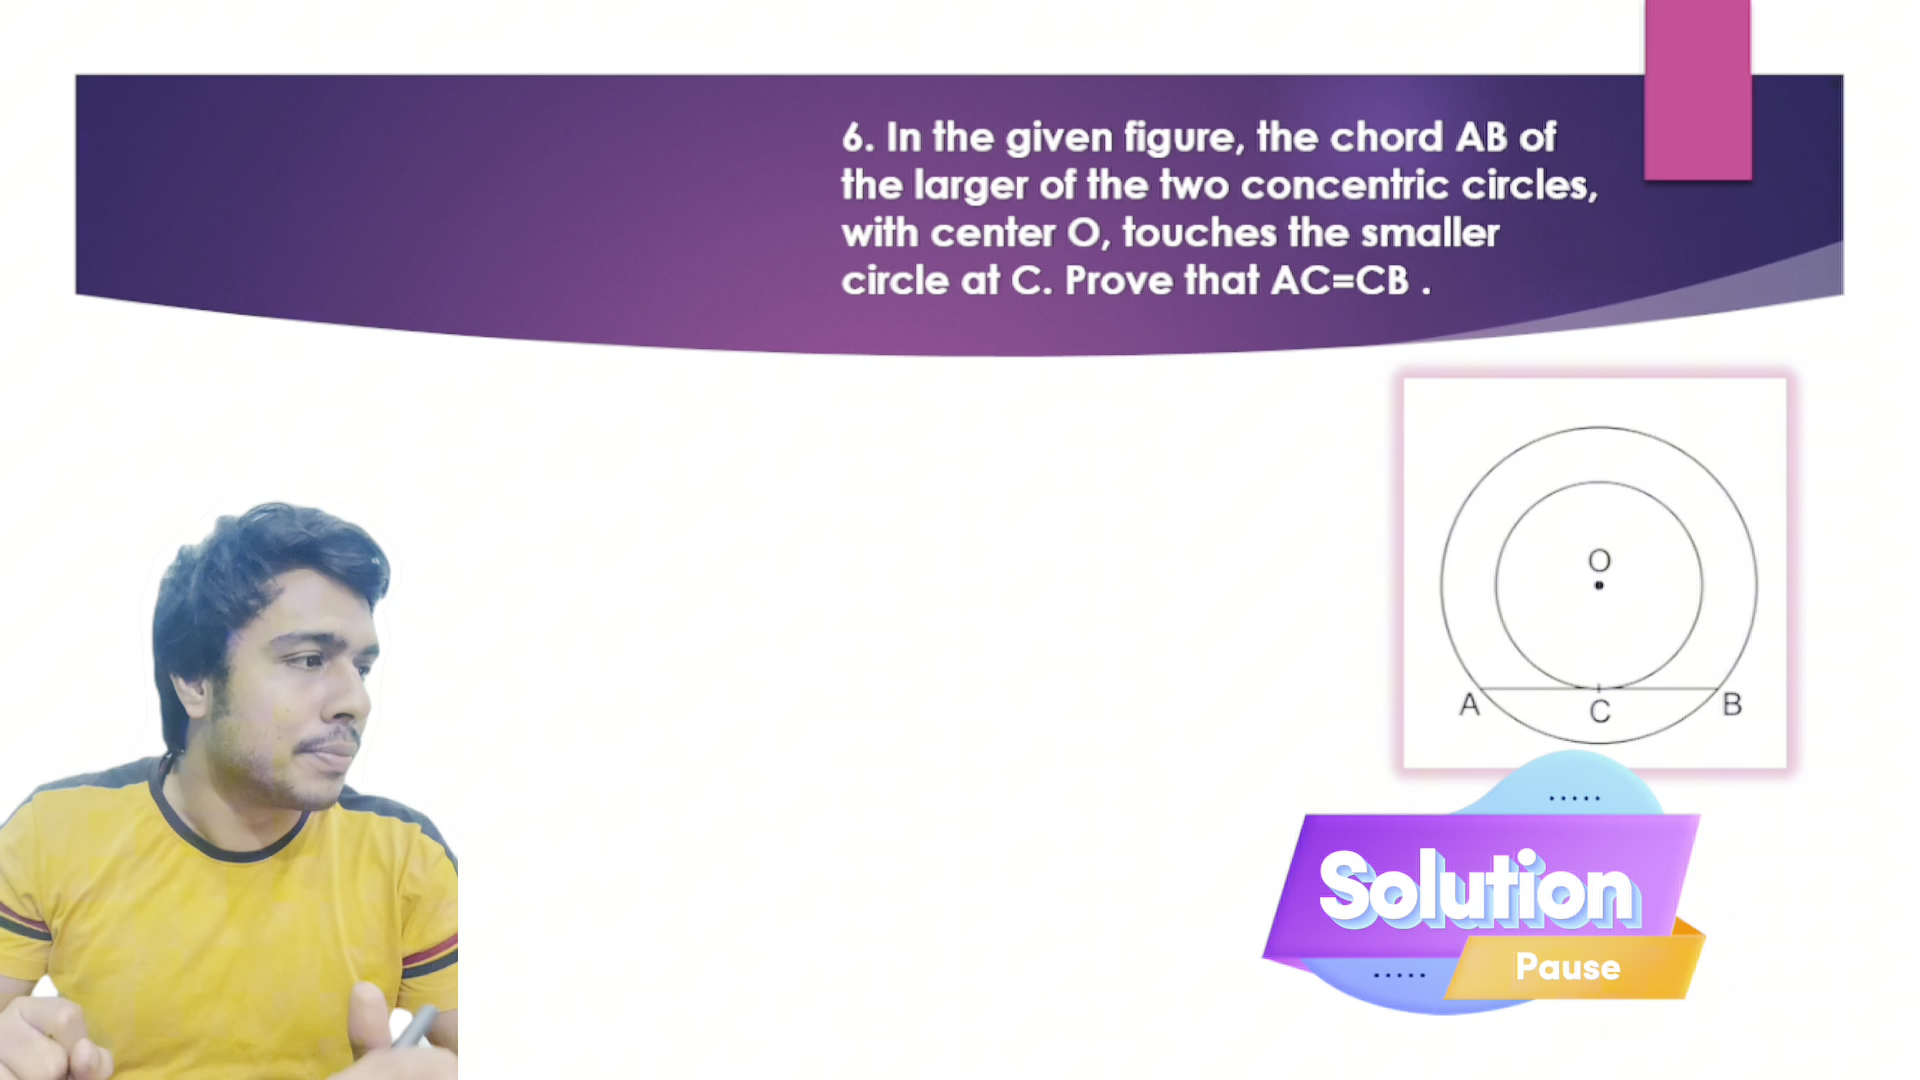 6. In the given figure, the chord AB of
the larger of the two concentric circles,
with center O, touches the smaller
circle at C. Prove that AC=CB .
O
A
C
B
Solution
Pause